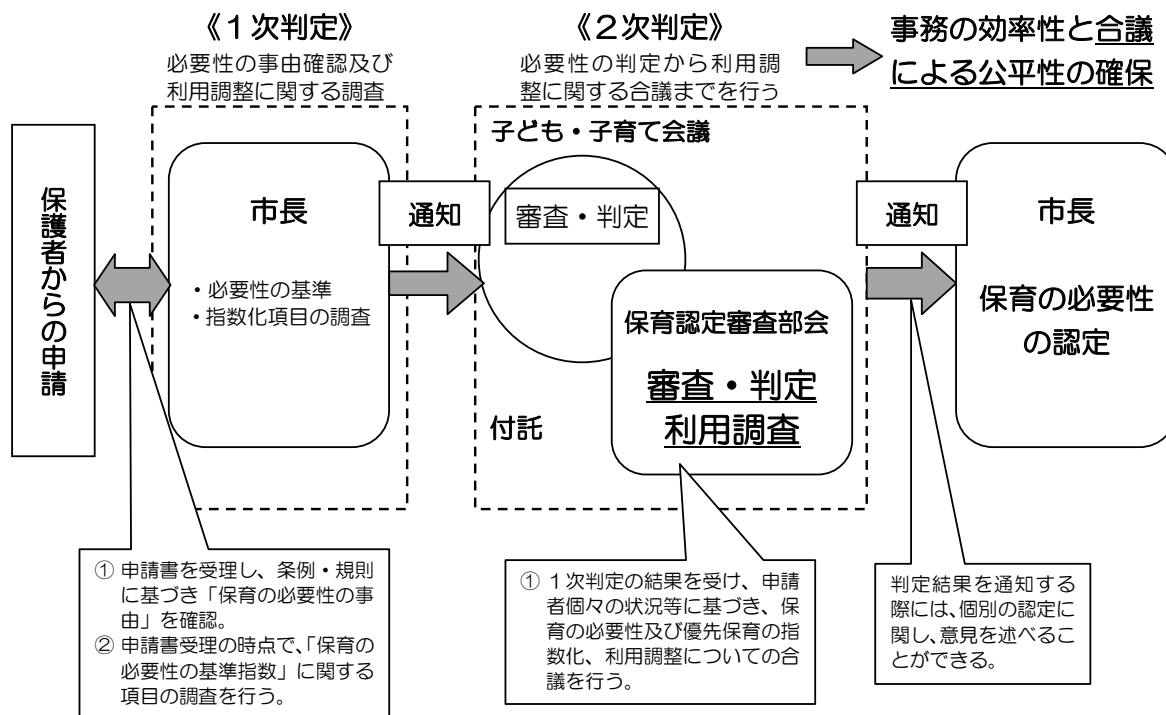 《１次判定》
必要性の事由確認及び
利用調整に関する調査
《２次判定》
必要性の判定から利用調
整に関する合議までを行う
事務の効率性と合議
による公平性の確保
保護者からの申請
市長
・必要性の基準
・指数化項目の調査
通知
子ども・子育て会議
審査・判定
保育認定審査部会
審査・判定
利用調査
付託
通知
市長
保育の必要性
の認定
① 申請書を受理し、条例・規則
に基づき「保育の必要性の事
由」を確認。
② 申請書受理の時点で、「保育の
必要性の基準指数」に関する
項目の調査を行う。
① １次判定の結果を受け、申請
者個々の状況等に基づき、保
育の必要性及び優先保育の指
数化、利用調整についての合
議を行う。
判定結果を通知する
際には、個別の認定に
関し、意見を述べるこ
とができる。